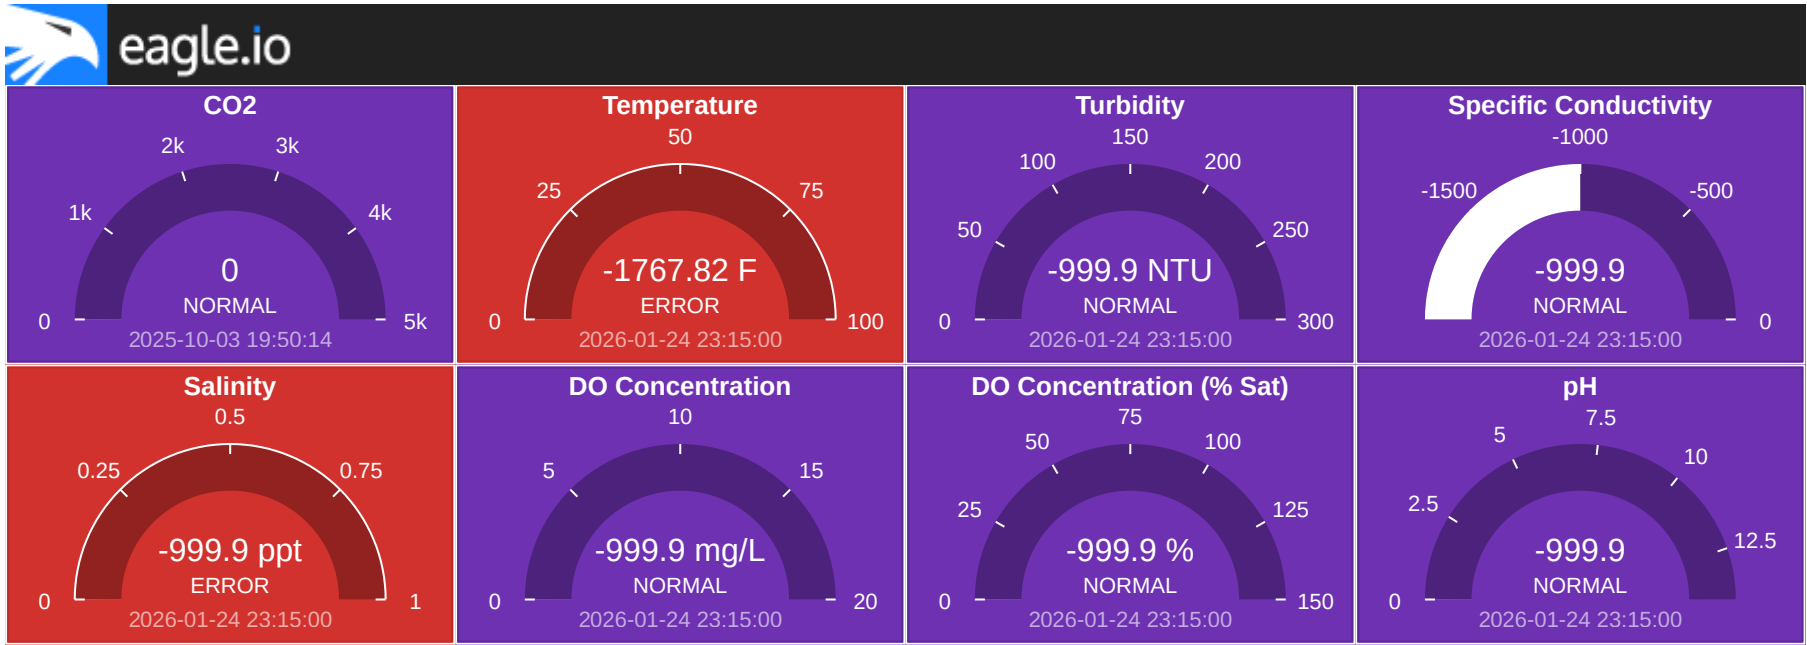 eagle.io
CO2
2k
3k
1k
4k
0
NORMAL
0
5k
2025-10-03 19:50:14
Temperature
50
25
75
-1767.82 F
ERROR
0
100
2026-01-24 23:15:00
Turbidity
150
100
200
50
250
-999.9 NTU
NORMAL
0
300
2026-01-24 23:15:00
Specific Conductivity
-1000
-1500
-500
-999.9
NORMAL
0
2026-01-24 23:15:00
Salinity
0.5
0.25
0.75
-999.9 ppt
ERROR
0
1
2026-01-24 23:15:00
DO Concentration
10
5
15
-999.9 mg/L
NORMAL
0
20
2026-01-24 23:15:00
DO Concentration (% Sat)
75
50
100
25
125
-999.9 %
NORMAL
0
150
2026-01-24 23:15:00
pH
7.5
5
10
2.5
12.5
-999.9
NORMAL
0
2026-01-24 23:15:00